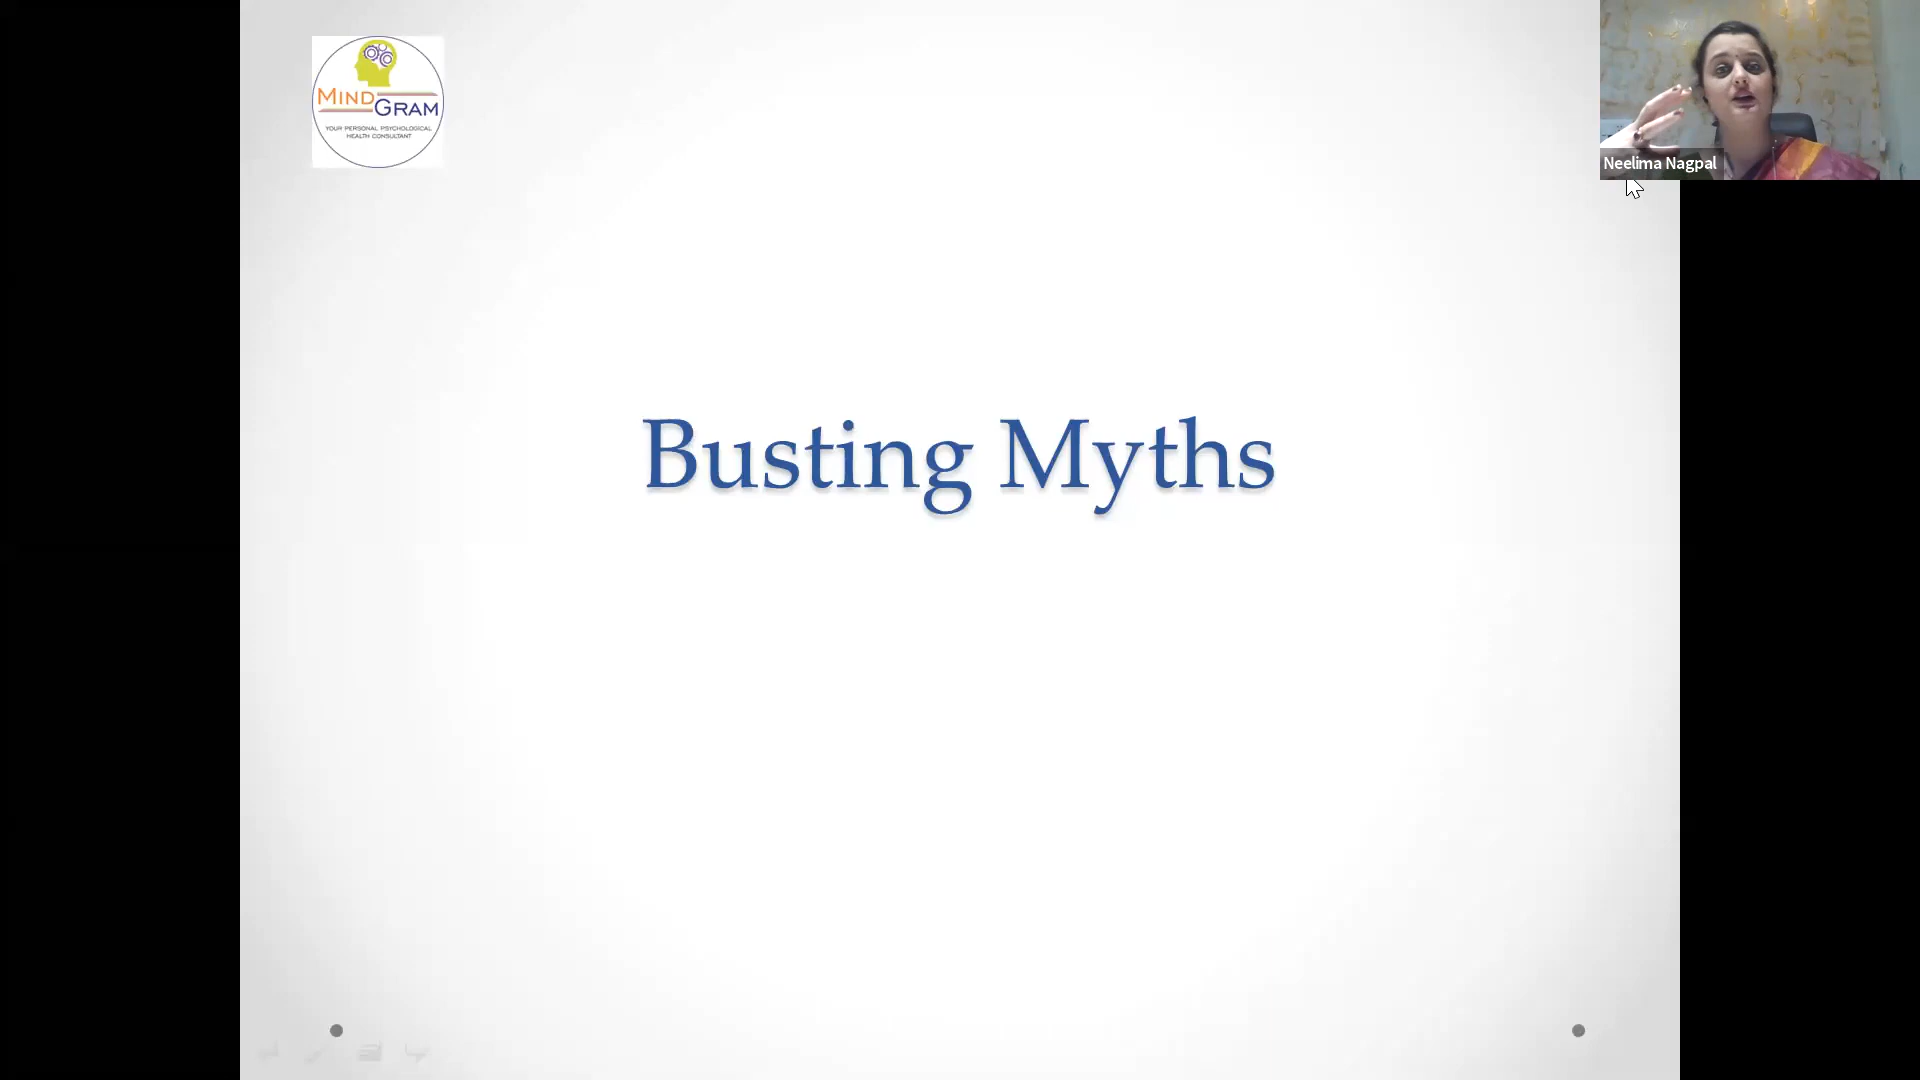 MIND
GRAM
YOUR PERSONAL PSYCHOLOGICAL
HEALTH CONSULTANT
Neelima Nagpal
Busting Myths